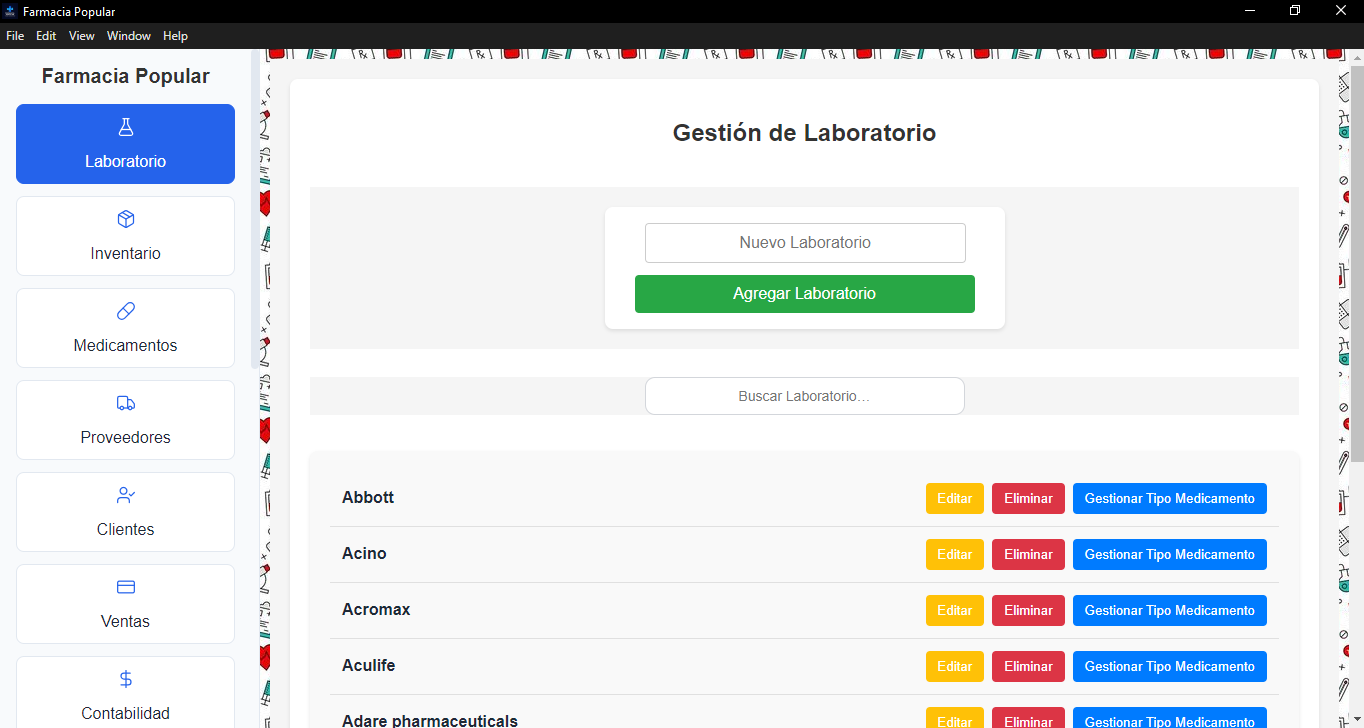 Farmacia Popular
File Edit View Window Help
Farmacia Popular
Laboratorio
Inventario
Medicamentos
Proveedores
Clientes
Ventas
Contabilidad
Gestión de Laboratorio
Nuevo Laboratorio
Agregar Laboratorio
Buscar Laboratorio...
Abbott Editar Eliminar Gestionar Tipo Medicamento
Acino Editar Eliminar Gestionar Tipo Medicamento
Acromax Editar Eliminar Gestionar Tipo Medicamento
Aculife Editar Eliminar Gestionar Tipo Medicamento
Adare pharmaceuticals Editar Eliminar Gestionar Tipo Medicamento